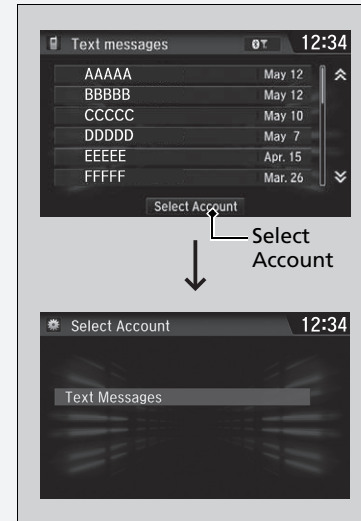 Text messages 12:34
AAAAA May 12
BBBBB May 12
CCCCC May 10
DDDDD May 7
EEEEE Apr. 15
FFFFF Mar. 26
Select Account
Select
Account
Select Account 12:34
Text Messages